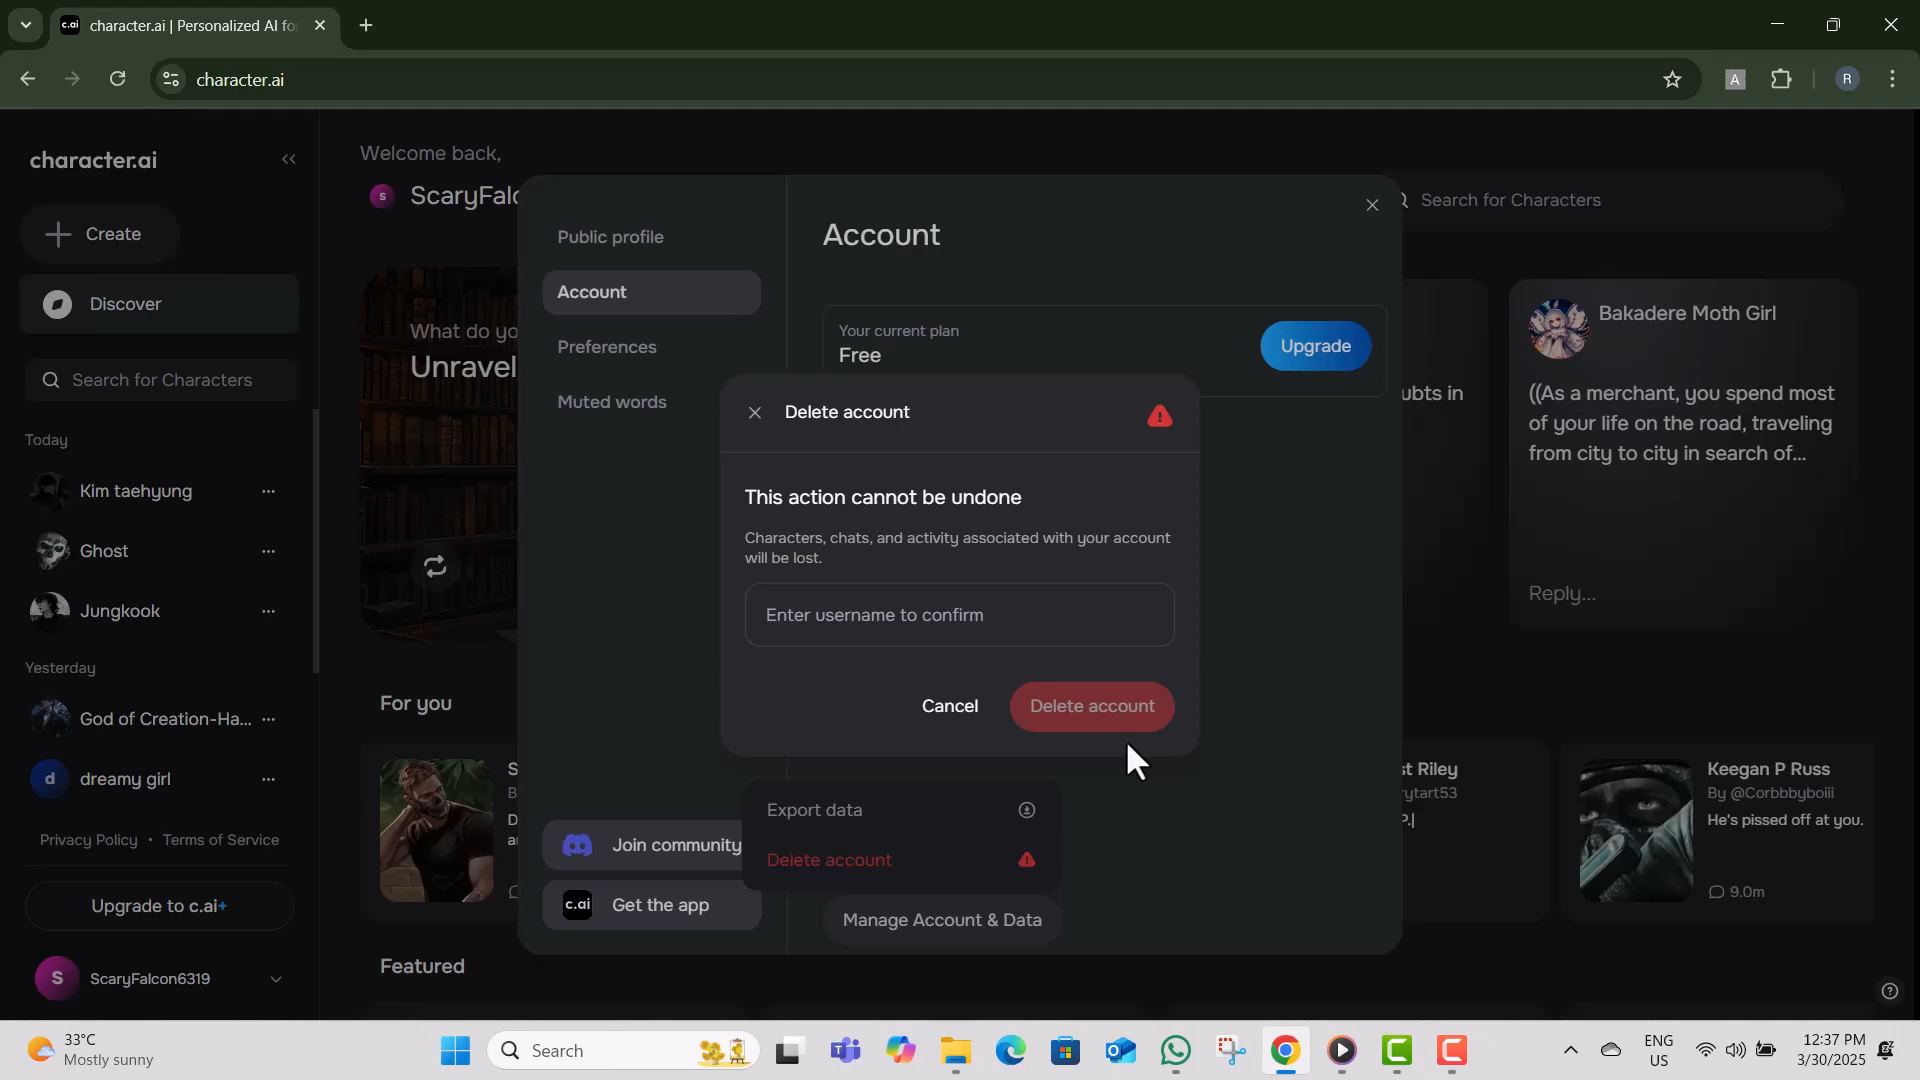 c.ai
character.ai | Personalized AI fo
character.ai
A
R
character.ai
Create
Discover
Search for Characters
Today
Kim taehyung
Ghost
Jungkook
Yesterday
God of Creation-Ha...
d
dreamy girl
Privacy Policy • Terms of Service
Upgrade to c.ai+
S
ScaryFalcon6319
Welcome back,
s
ScaryFalc
Search for Characters
What do yo
Unravel
Public profile
Account
Preferences
Muted words
Join community
c.ai
Get the app
Account
Your current plan
Free
Upgrade
Delete account
This action cannot be undone
Characters, chats, and activity associated with your account
will be lost.
Enter username to confirm
Cancel
Delete account
Export data
Delete account
Manage Account & Data
ubts in
Bakadere Moth Girl
((As a merchant, you spend most
of your life on the road, traveling
from city to city in search of...
Reply...
For you
S
B
D
ar
st Riley
rytart53
P.|
Keegan P Russ
By @Corbbbyboiii
He's pissed off at you.
9.0m
Featured
33°C
Mostly sunny
Search
ENG
US
12:37 PM
3/30/2025